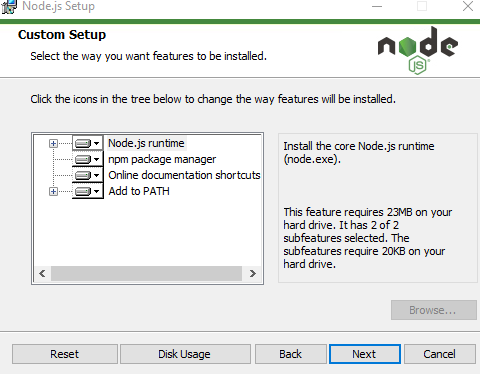 Node.js Setup
Custom Setup
Select the way you want features to be installed.
node
JS
Click the icons in the tree below to change the way features will be installed.
Node.js runtime
npm package manager
Online documentation shortcuts
Add to PATH
Install the core Node.js runtime
(node.exe).
This feature requires 23MB on your
hard drive. It has 2 of 2
subfeatures selected. The
subfeatures require 20KB on your
hard drive.
Browse...
Reset
Disk Usage
Back
Next
Cancel